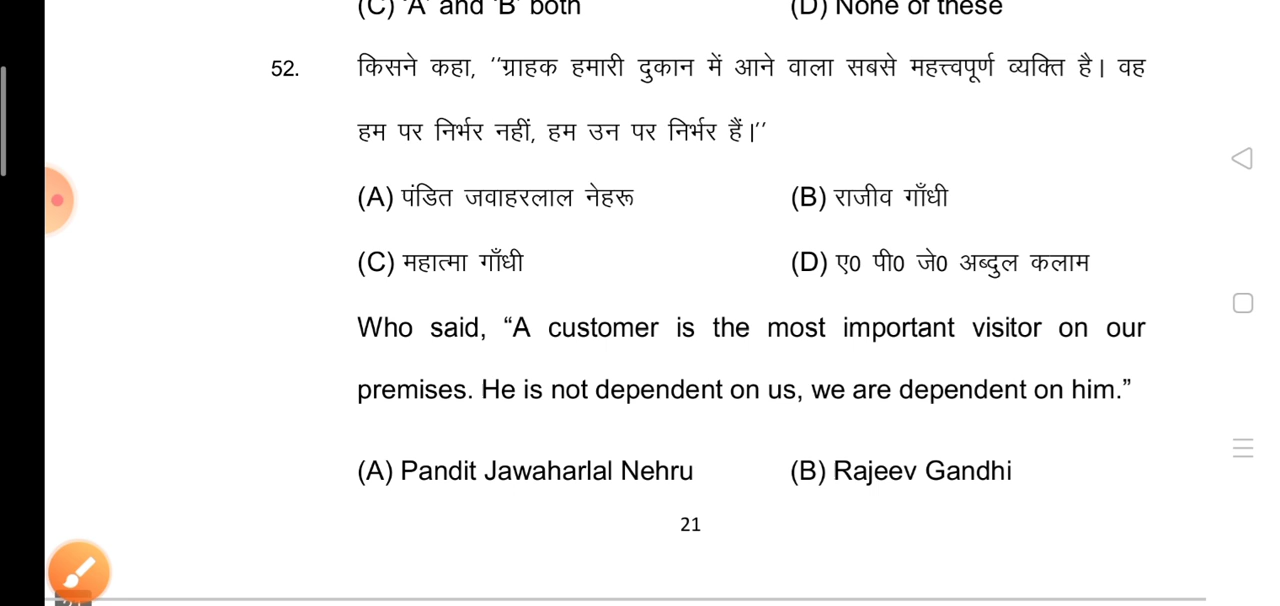 (C) 'A' and 'B' both (D) None of these
52. किसने कहा, ''ग्राहक हमारी दुकान में आने वाला सबसे महत्त्वपूर्ण व्यक्ति है। वह
हम पर निर्भर नहीं, हम उन पर निर्भर हैं।''
(A) पंडित जवाहरलाल नेहरू (B) राजीव गाँधी
(C) महात्मा गाँधी (D) ए0 पी0 जे0 अब्दुल कलाम
Who said, “A customer is the most important visitor on our
premises. He is not dependent on us, we are dependent on him.”
(A) Pandit Jawaharlal Nehru (B) Rajeev Gandhi
21